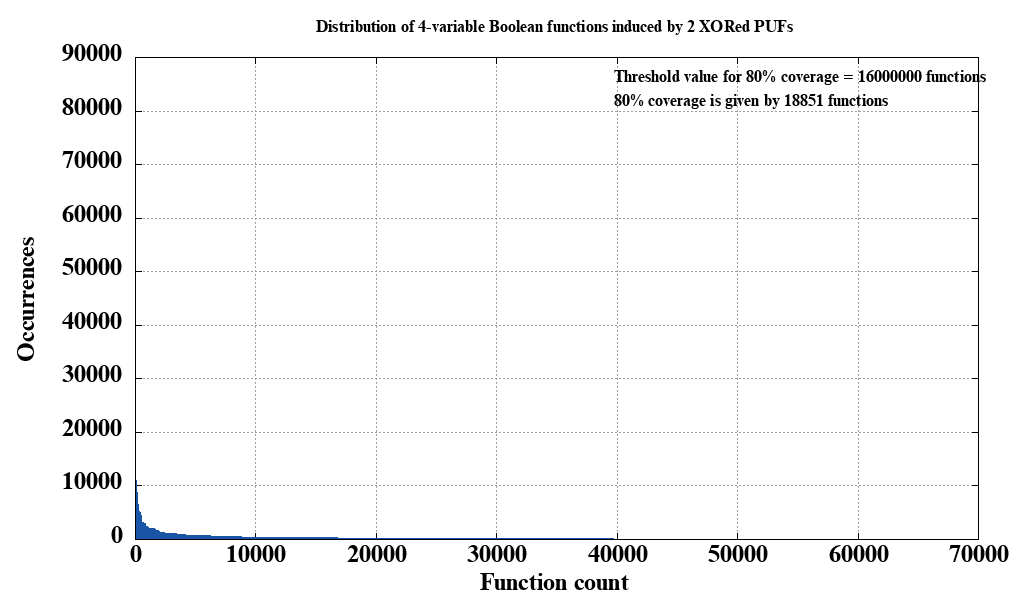 Distribution of 4-variable Boolean functions induced by 2 XORed PUFs
Threshold value for 80% coverage = 16000000 functions
80% coverage is given by 18851 functions
90000
80000
70000
60000
50000
40000
30000
20000
10000
0
Occurrences
0 10000 20000 30000 40000 50000 60000 70000
Function count